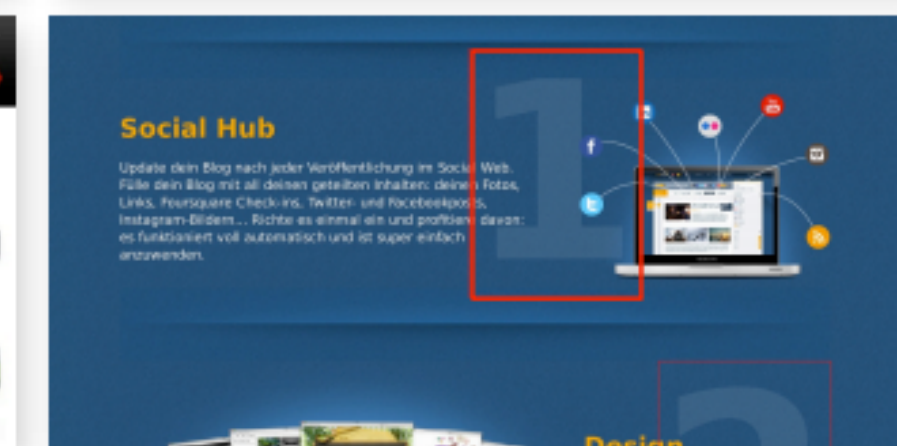 1
Social Hub
Update dein Blog nach jeder Veröffentlichung im Social Web.
Fülle dein Blog mit all deinen geteilten Inhalten: deinen Fotos,
Links, Foursquare Check-ins, Twitter- und Facebookposts,
Instagram-Bildern... Richte es einmal ein und profitiere davon:
es funktioniert voll automatisch und ist super einfach
anzuwenden.
2
Design